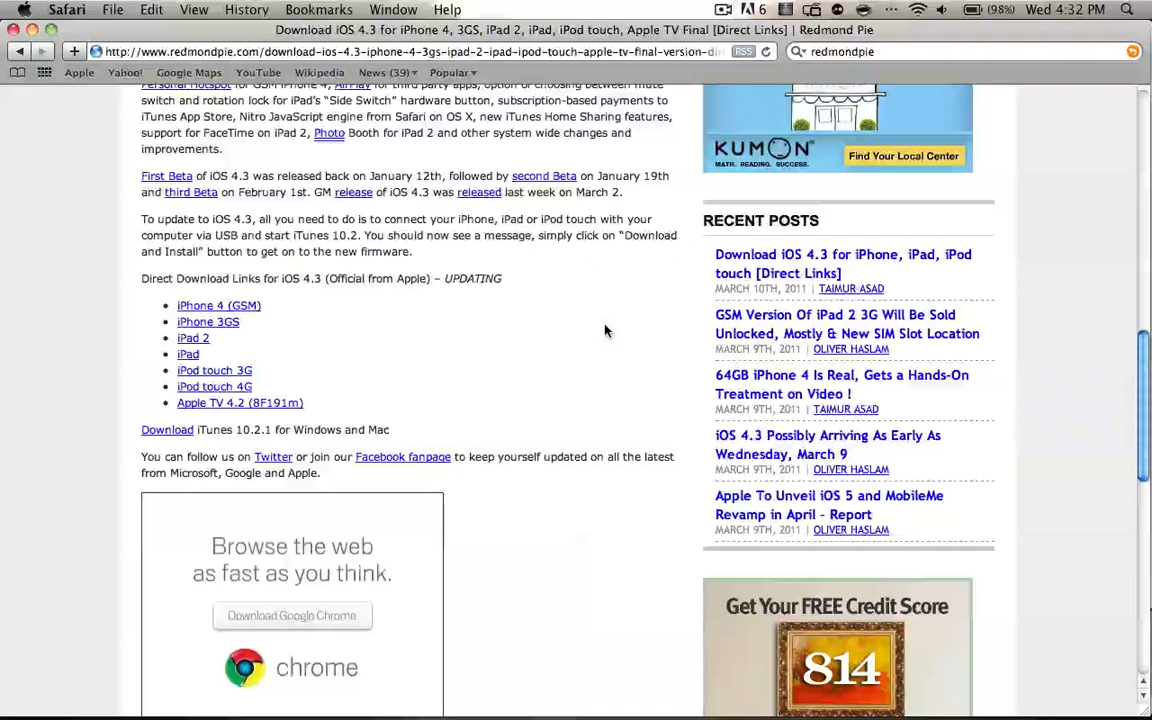 Safari File Edit View History Bookmarks Window Help 6 (98%) Wed 4:32 PM
Download iOS 4.3 for iPhone 4, 3GS, iPad 2, iPad, iPod touch, Apple TV Final [Direct Links] | Redmond Pie
http://www.redmondpie.com/download-ios-4.3-iphone-4-3gs-ipad-2-ipad-ipod-touch-apple-tv-final-version-di RSS redmondpie
Apple Yahoo! Google Maps YouTube Wikipedia News (39) Popular
Personal Hotspot for GSM iPhone 4, AirPlay for third party apps, option of choosing between mute
switch and rotation lock for iPad's "Side Switch" hardware button, subscription-based payments to
iTunes App Store, Nitro JavaScript engine from Safari on OS X, new iTunes Home Sharing features,
support for FaceTime on iPad 2, Photo Booth for iPad 2 and other system wide changes and
improvements.
First Beta of iOS 4.3 was released back on January 12th, followed by second Beta on January 19th
and third Beta on February 1st. GM release of iOS 4.3 was released last week on March 2.
To update to iOS 4.3, all you need to do is to connect your iPhone, iPad or iPod touch with your
computer via USB and start iTunes 10.2. You should now see a message, simply click on "Download
and Install" button to get on to the new firmware.
Direct Download Links for iOS 4.3 (Official from Apple) – UPDATING
• iPhone 4 (GSM)
• iPhone 3GS
• iPad 2
• iPad
• iPod touch 3G
• iPod touch 4G
• Apple TV 4.2 (8F191m)
Download iTunes 10.2.1 for Windows and Mac
You can follow us on Twitter or join our Facebook fanpage to keep yourself updated on all the latest
from Microsoft, Google and Apple.
Browse the web
as fast as you think.
Download Google Chrome
chrome
KUMON
MATH. READING. SUCCESS.
Find Your Local Center
RECENT POSTS
Download iOS 4.3 for iPhone, iPad, iPod
touch [Direct Links]
MARCH 10TH, 2011 | TAIMUR ASAD
GSM Version Of iPad 2 3G Will Be Sold
Unlocked, Mostly & New SIM Slot Location
MARCH 9TH, 2011 | OLIVER HASLAM
64GB iPhone 4 Is Real, Gets a Hands-On
Treatment on Video !
MARCH 9TH, 2011 | TAIMUR ASAD
iOS 4.3 Possibly Arriving As Early As
Wednesday, March 9
MARCH 9TH, 2011 | OLIVER HASLAM
Apple To Unveil iOS 5 and MobileMe
Revamp in April – Report
MARCH 9TH, 2011 | OLIVER HASLAM
Get Your FREE Credit Score
814